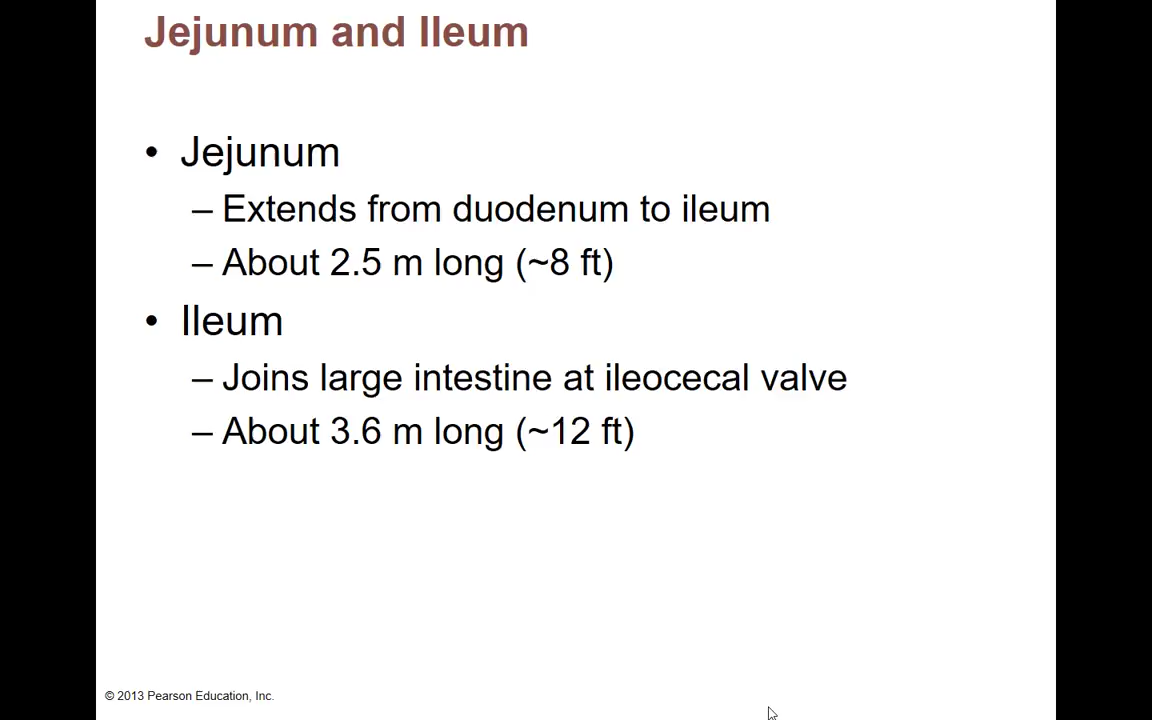 Jejunum and Ileum
• Jejunum
– Extends from duodenum to ileum
– About 2.5 m long (~8 ft)
• Ileum
– Joins large intestine at ileocecal valve
– About 3.6 m long (~12 ft)
© 2013 Pearson Education, Inc.